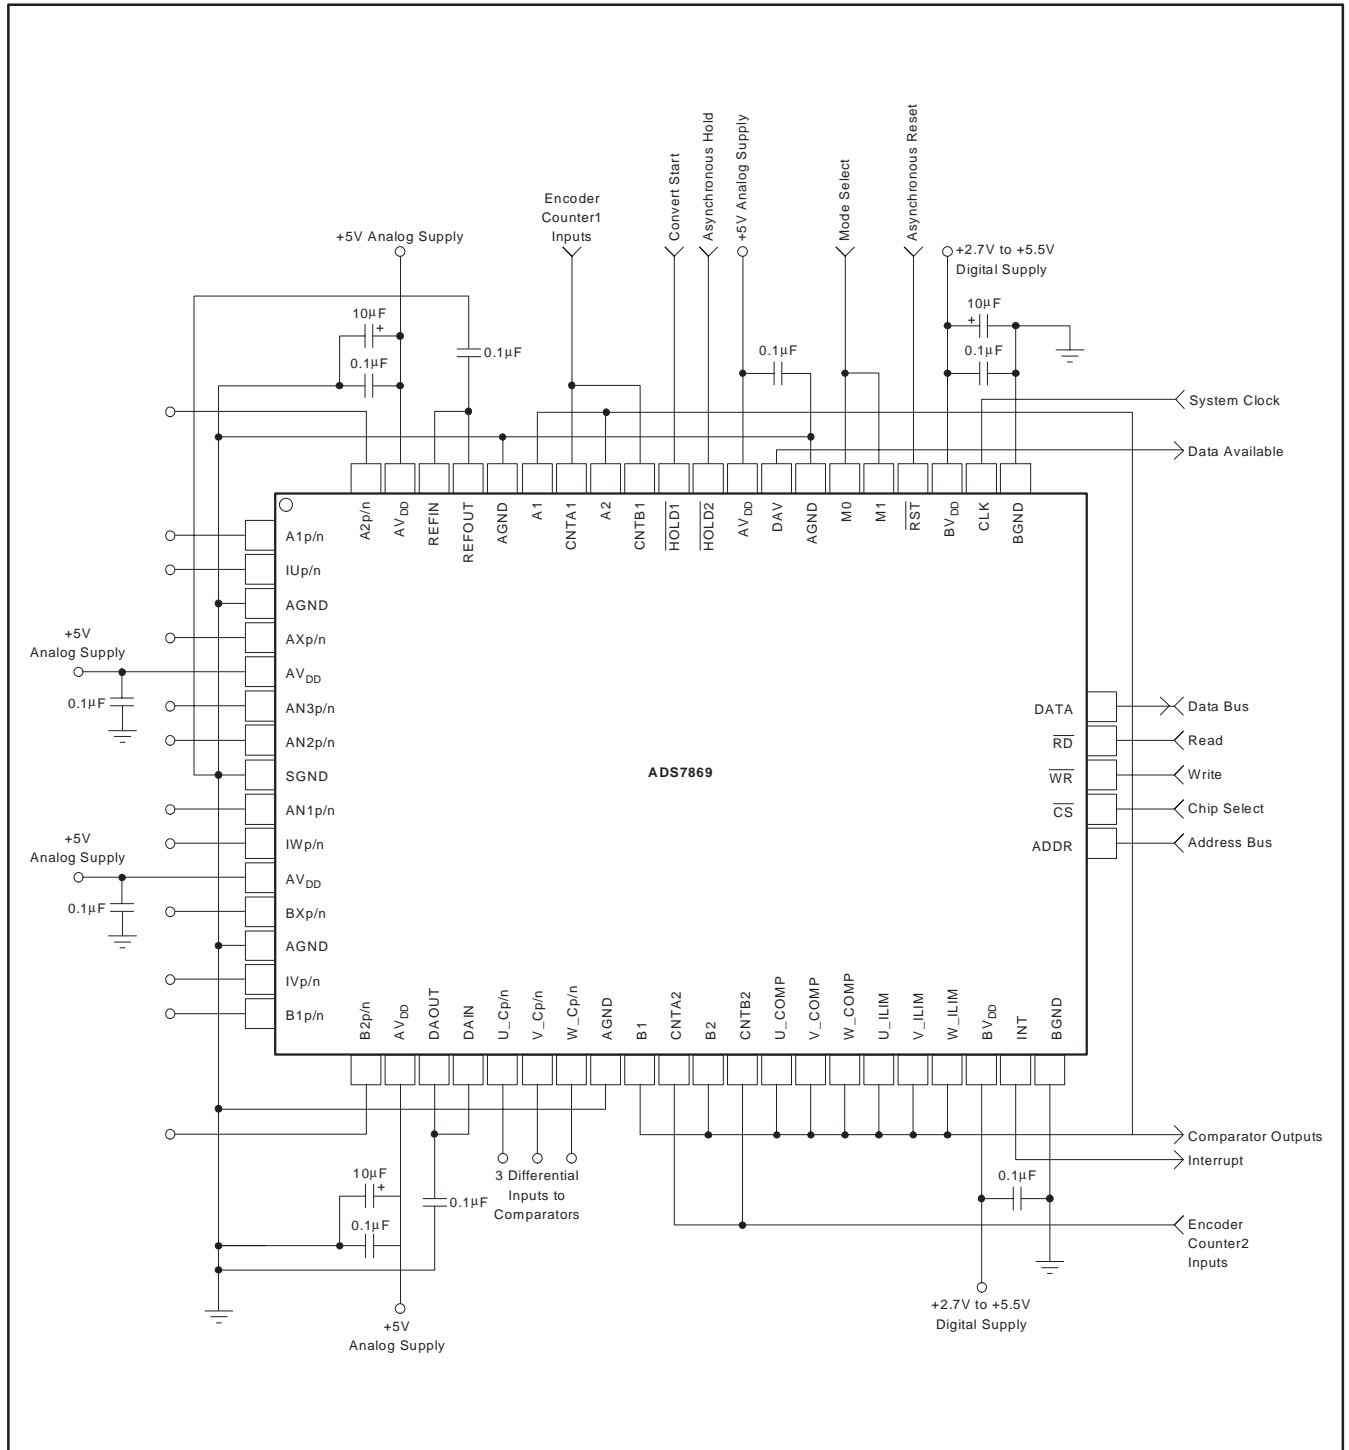 Convert Start
Asynchronous Hold
+5V Analog Supply
Mode Select
Asynchronous Reset
Encoder
Counter1
Inputs
+5V Analog Supply
+2.7V to +5.5V
Digital Supply
10μF
+
0.1μF
0.1μF
0.1μF
10μF
+
0.1μF
System Clock
Data Available
A2p/n
AVDD
REFIN
REFOUT
AGND
A1
CNTA1
A2
CNTB1
HOLD1
HOLD2
AVDD
DAV
AGND
M0
M1
RST
BVDD
CLK
BGND
A1p/n
IUp/n
AGND
AXp/n
+5V
Analog Supply
AVDD
0.1μF
AN3p/n
AN2p/n
SGND
AN1p/n
IWp/n
+5V
Analog Supply
AVDD
0.1μF
BXp/n
AGND
IVp/n
B1p/n
ADS7869
DATA
Data Bus
RD
Read
WR
Write
CS
Chip Select
ADDR
Address Bus
B2p/n
AVDD
DAOUT
DAIN
U_Cp/n
V_Cp/n
W_Cp/n
AGND
B1
CNTA2
B2
CNTB2
U_COMP
V_COMP
W_COMP
U_ILIM
V_ILIM
W_ILIM
BVDD
INT
BGND
Comparator Outputs
Interrupt
10μF
+
0.1μF
0.1μF
3 Differential
Inputs to
Comparators
0.1μF
Encoder
Counter2
Inputs
+2.7V to +5.5V
Digital Supply
+5V
Analog Supply